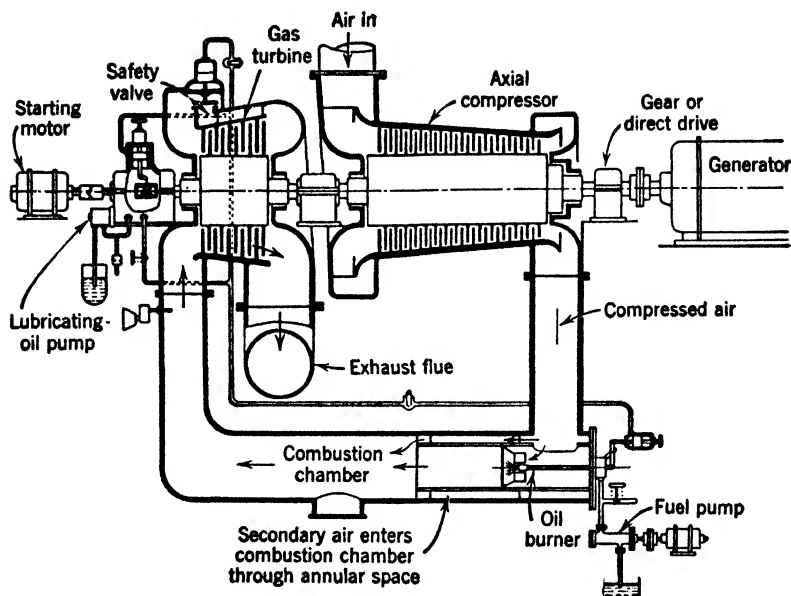 Air in
Gas
turbine
Safety
valve
Axial
compressor
Starting
motor
Gear or
direct drive
Generator
Lubricating-
oil pump
Compressed air
Exhaust flue
Combustion
chamber
Oil
burner
Fuel pump
Secondary air enters
combustion chamber
through annular space